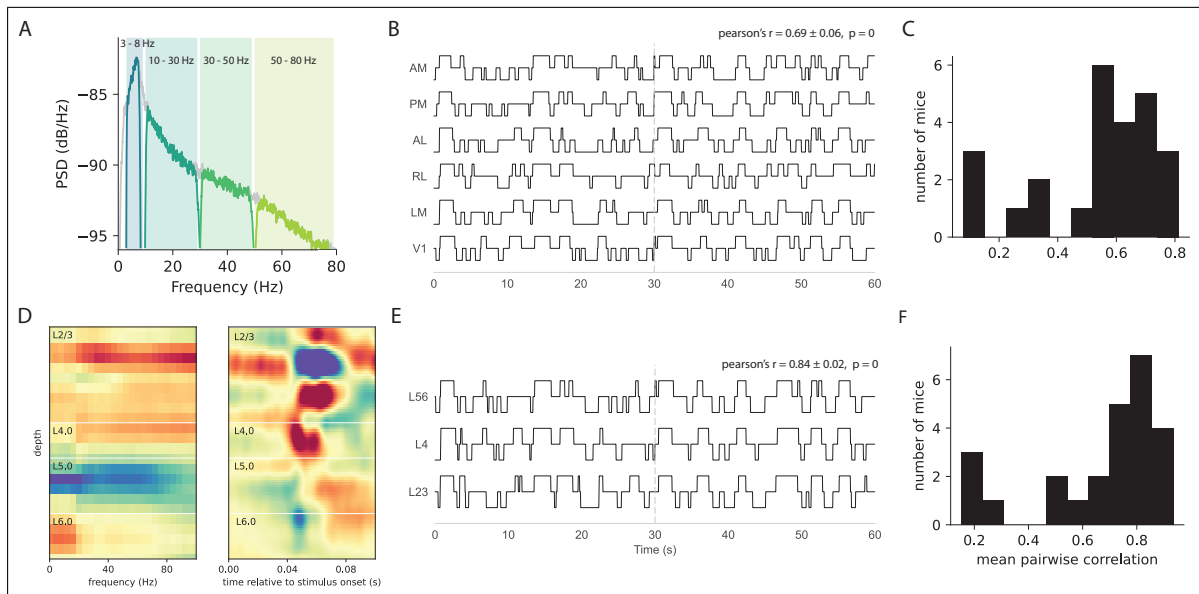 A
3 - 8 Hz
10 - 30 Hz
30 - 50 Hz
50 - 80 Hz
−85
−90
−95
PSD (dB/Hz)
0 20 40 60 80
Frequency (Hz)
B
pearson's r = 0.69 ± 0.06, p = 0
AM
PM
AL
RL
LM
V1
0 10 20 30 40 50 60
C
6
4
2
0
number of mice
0.2 0.4 0.6 0.8
D
L2/3
L4,0
L5,0
L6.0
depth
0 80
frequency (Hz)
L2/3
L4,0
L5.0
L6.0
0.0 0.04 0.08
time relative to stimulus onset (s)
E
pearson's r = 0.84 ± 0.02, p = 0
L56
L4
L23
0 10 20 30 40 50 60
Time (s)
F
6
4
2
0
number of mice
0.2 0.4 0.6 0.8
mean pairwise correlation